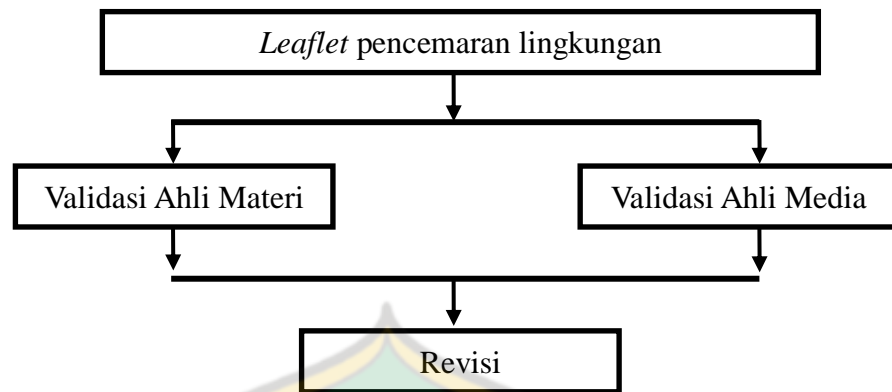 Leaflet pencemaran lingkungan
Validasi Ahli Materi
Validasi Ahli Media
Revisi